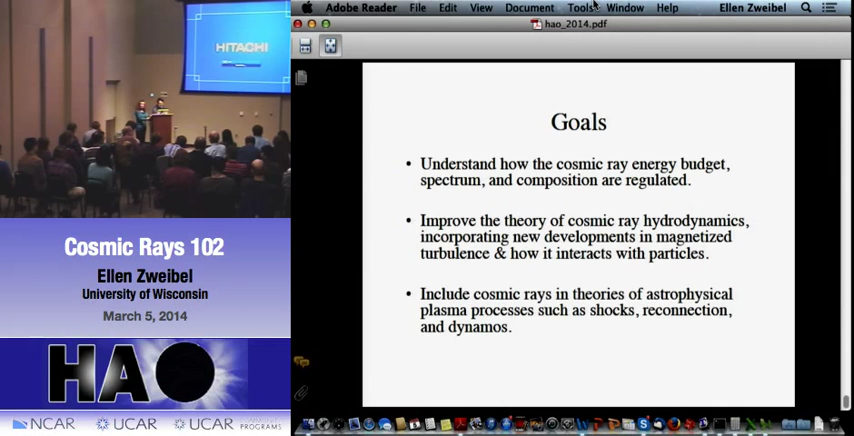 Adobe Reader File Edit View Document Tools Window Help Ellen Zweibel
hao_2014.pdf
HITACHI
Goals
• Understand how the cosmic ray energy budget,
spectrum, and composition are regulated.
• Improve the theory of cosmic ray hydrodynamics,
incorporating new developments in magnetized
turbulence & how it interacts with particles.
• Include cosmic rays in theories of astrophysical
plasma processes such as shocks, reconnection,
and dynamos.
Cosmic Rays 102
Ellen Zweibel
University of Wisconsin
March 5, 2014
HAO
NCAR UCAR UCAR COMMUNITY
PROGRAMS